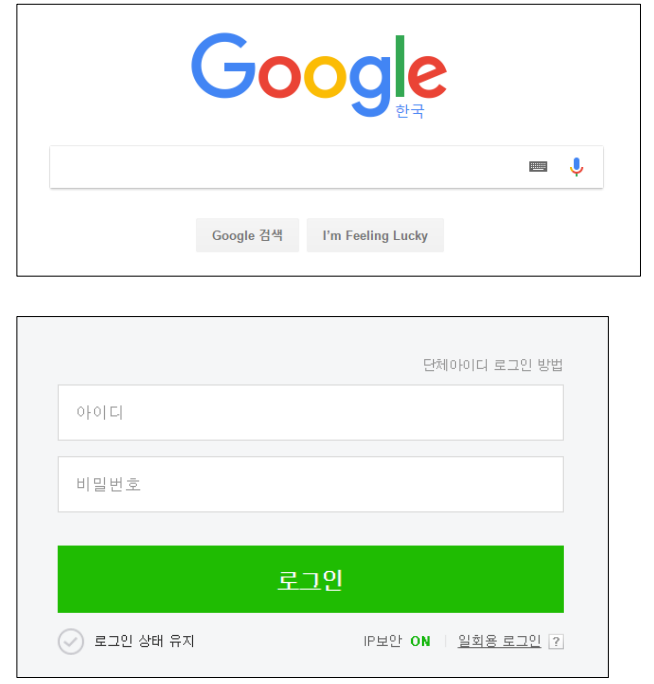 Google
한국
Google 검색 I'm Feeling Lucky
단체아이디 로그인 방법
아이디
비밀번호
로그인
로그인 상태 유지 IP보안 ON 일회용 로그인 ?